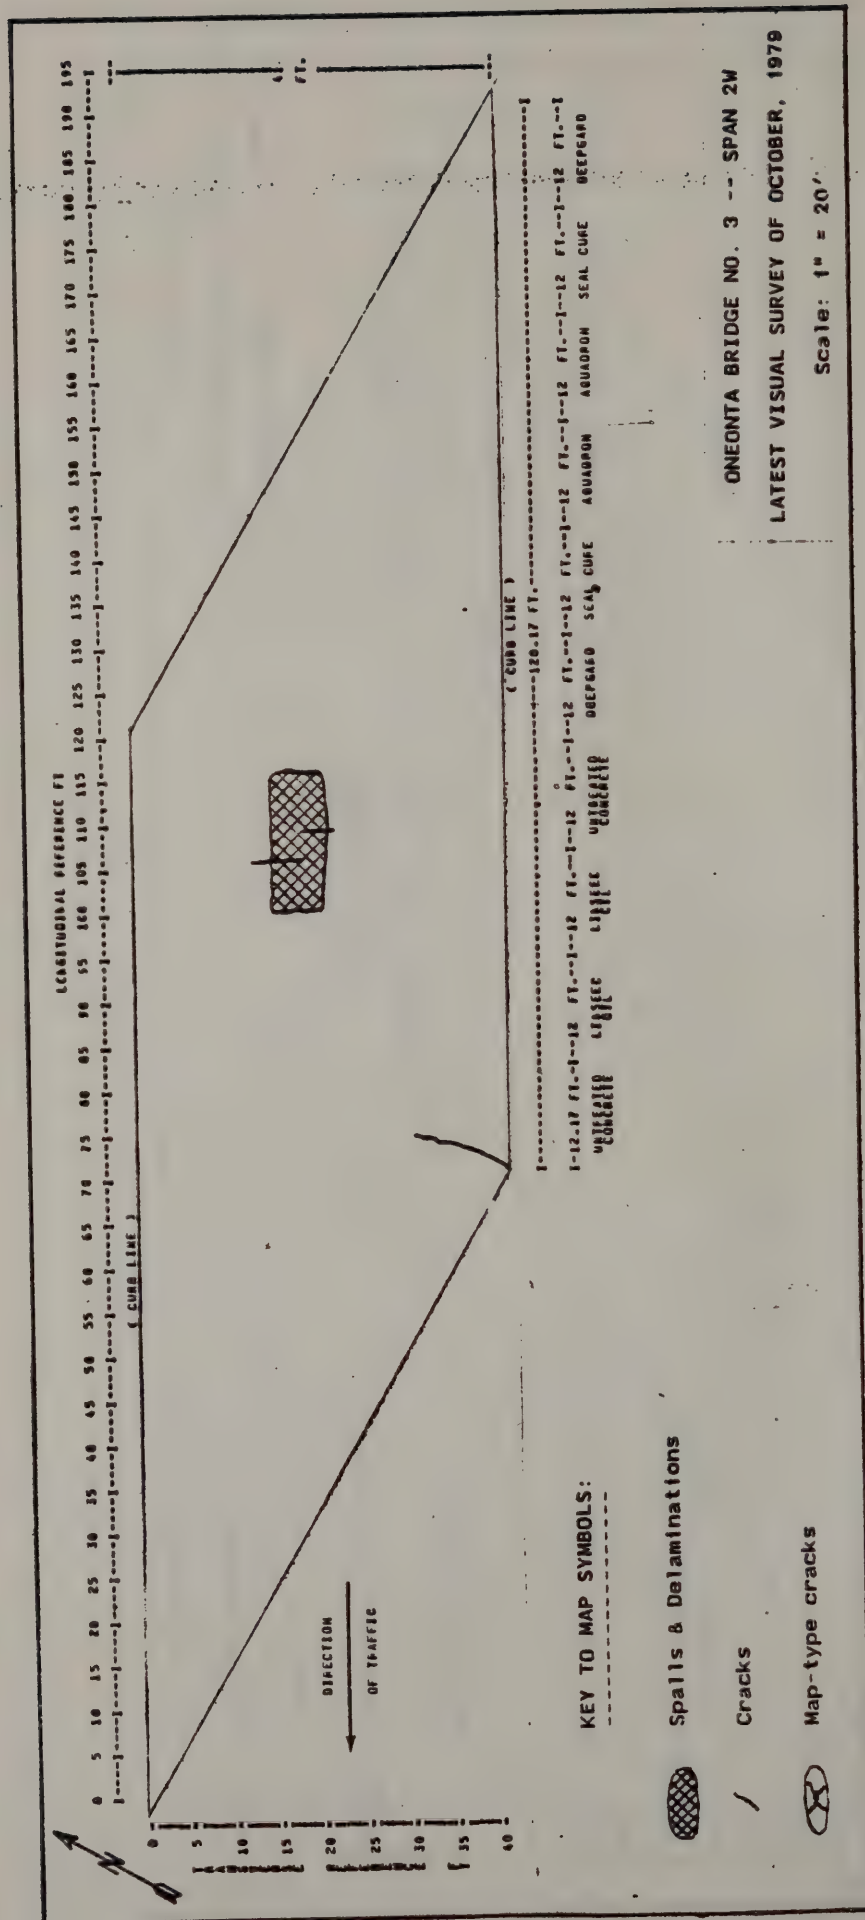 LONGITUDINAL REFERENCE FT
0 5 10 15 20 25 30 35 40 45 50 55 60 65 70 75 80 85 90 95 100 105 110 115 120 125 130 135 140 145 150 155 160 165 170 175 180 185 190 195
( CURB LINE )
FT.
0
5
10
15
20
25
30
35
40
DIRECTION
OF TRAFFIC
( CURB LINE )
I----------120.17 FT.----------I
I-12.17 FT.-I--12 FT.--I--12 FT.--I--12 FT.--I--12 FT.--I--12 FT.--I--12 FT.--I--12 FT.--I--12 FT.--I--12 FT.--I
UNTREATED CONCRETE LINSEED OIL LINSEED OIL UNTREATED CONCRETE DEEPGARD SEAL CURE AQUADRON AQUADRON SEAL CURE DEEPGARD
KEY TO MAP SYMBOLS:
Spalls & Delaminations
Cracks
Map-type cracks
ONEONTA BRIDGE NO. 3 -- SPAN 2W
LATEST VISUAL SURVEY OF OCTOBER, 1979
Scale: 1" = 20'
N